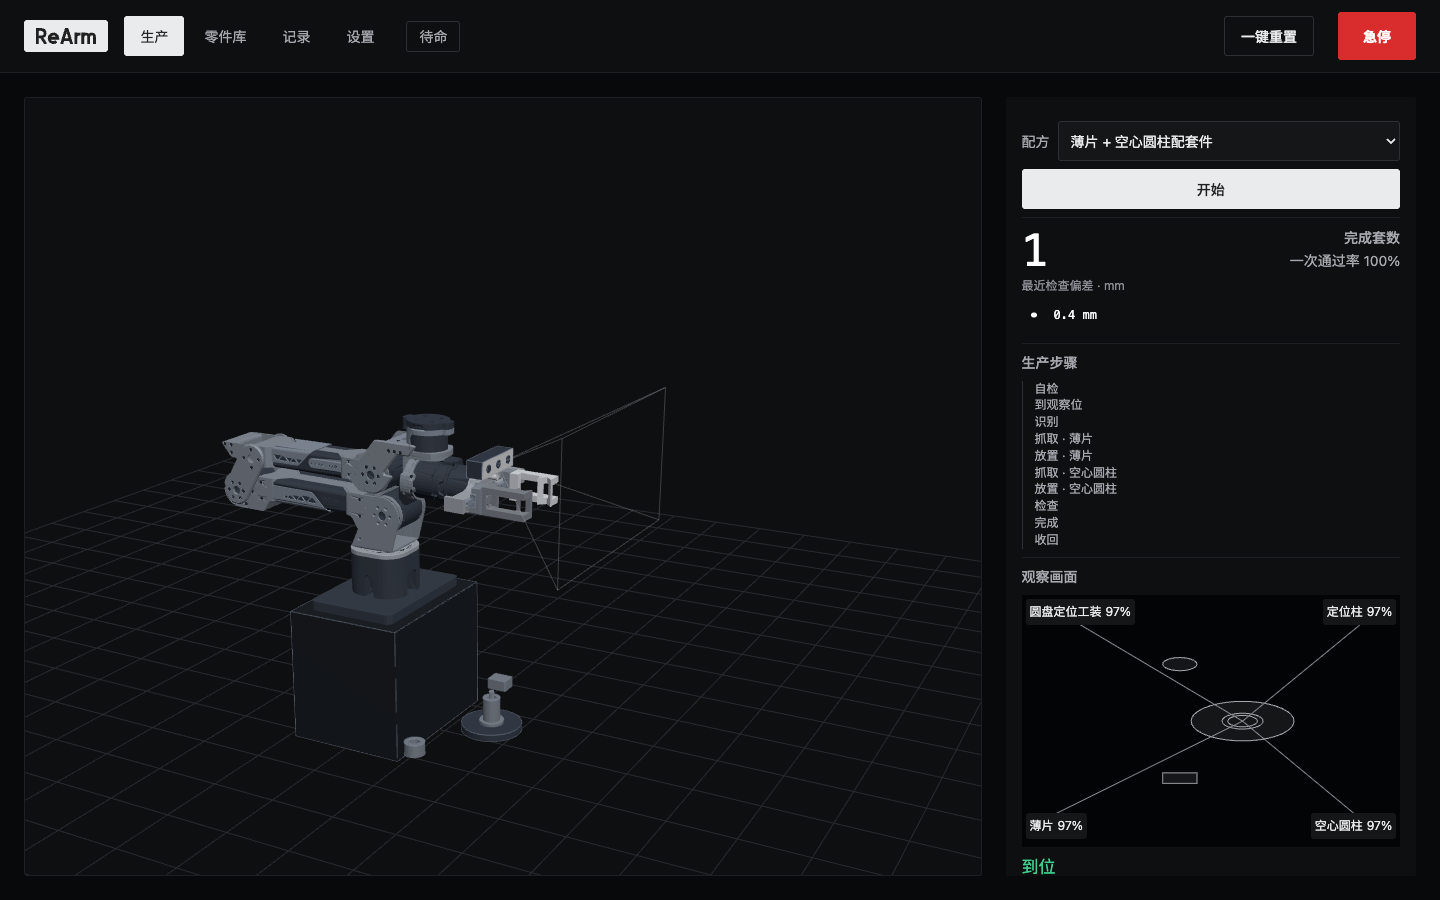 ReArm 生产 零件库 记录 设置 待命 一键重置 急停
配方 薄片 + 空心圆柱配套件
开始
1 完成套数
一次通过率 100%
最近检查偏差 · mm
0.4 mm
生产步骤
自检
到观察位
识别
抓取 · 薄片
放置 · 薄片
抓取 · 空心圆柱
放置 · 空心圆柱
检查
完成
收回
观察画面
圆盘定位工装 97% 定位柱 97%
薄片 97% 空心圆柱 97%
到位